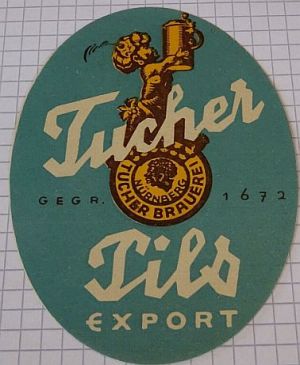 Tucher
NÜRNBERG
TUCHER BRAUEREI
GEGR. 1672
Pils
EXPORT